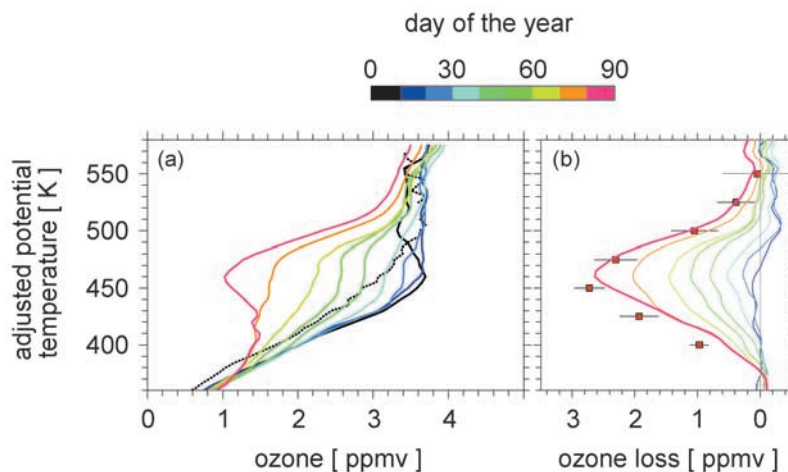 day of the year
0 30 60 90
(a) (b)
adjusted potential
temperature [ K ]
550
500
450
400
0 1 2 3 4 3 2 1 0
ozone [ ppmv ] ozone loss [ ppmv ]